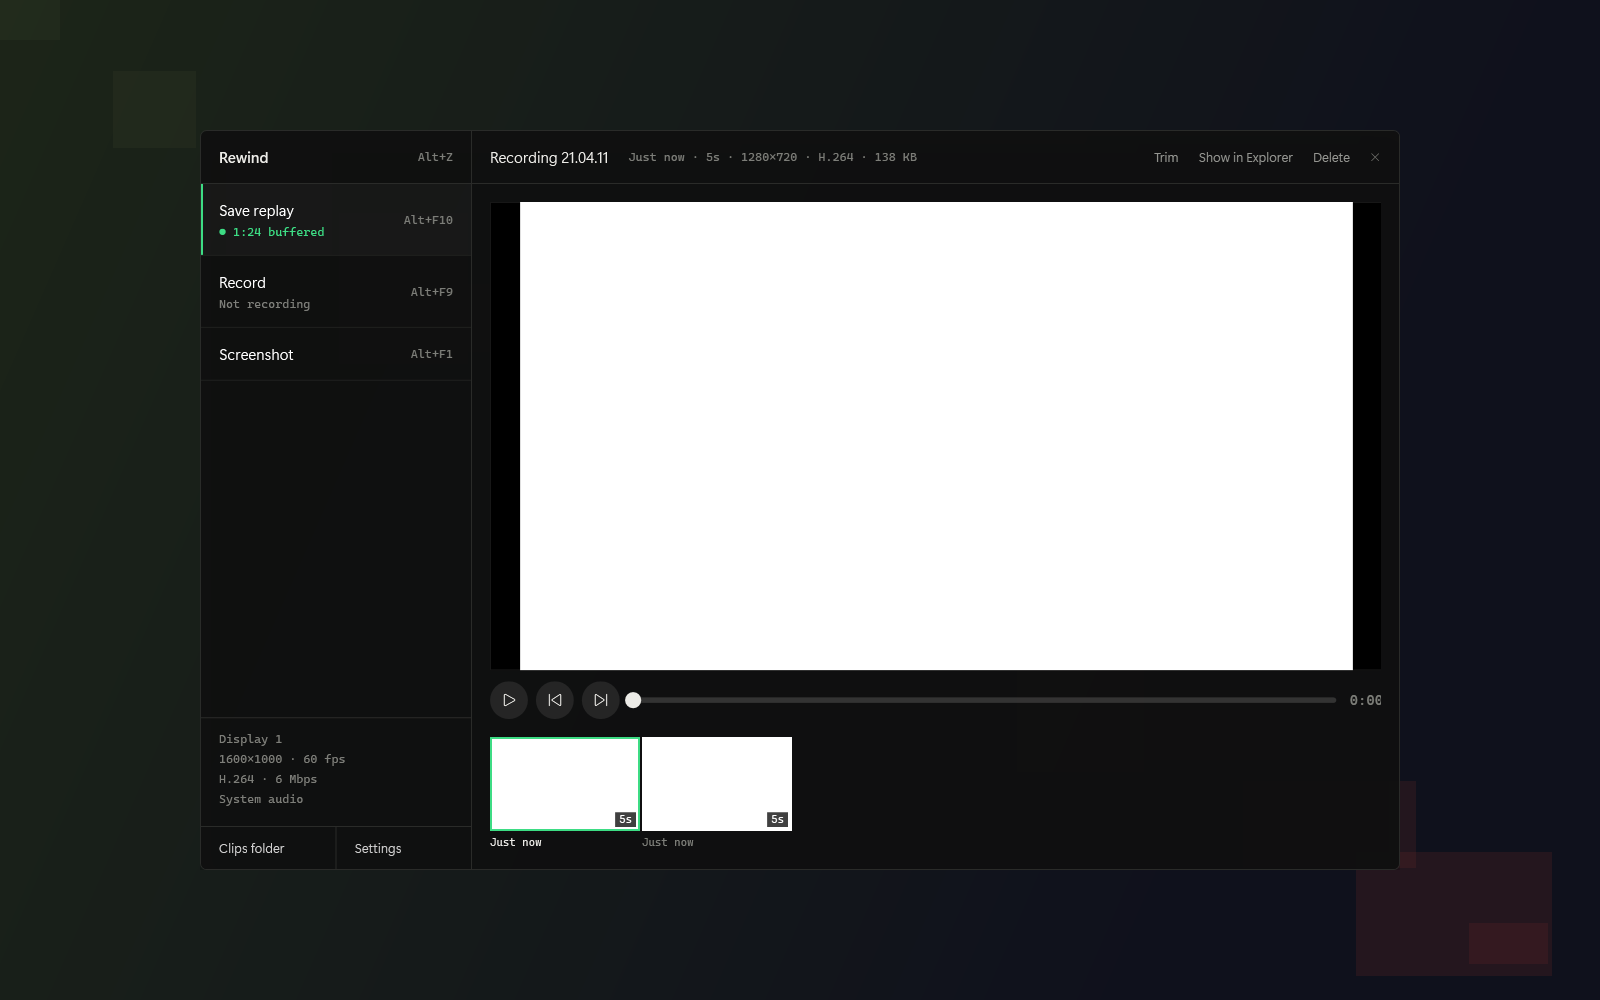 Rewind Alt+Z
Save replay Alt+F10
1:24 buffered
Record Alt+F9
Not recording
Screenshot Alt+F1
Display 1
1600×1000 · 60 fps
H.264 · 6 Mbps
System audio
Clips folder Settings
Recording 21.04.11 Just now · 5s · 1280×720 · H.264 · 138 KB Trim Show in Explorer Delete
0:00
5s 5s
Just now Just now